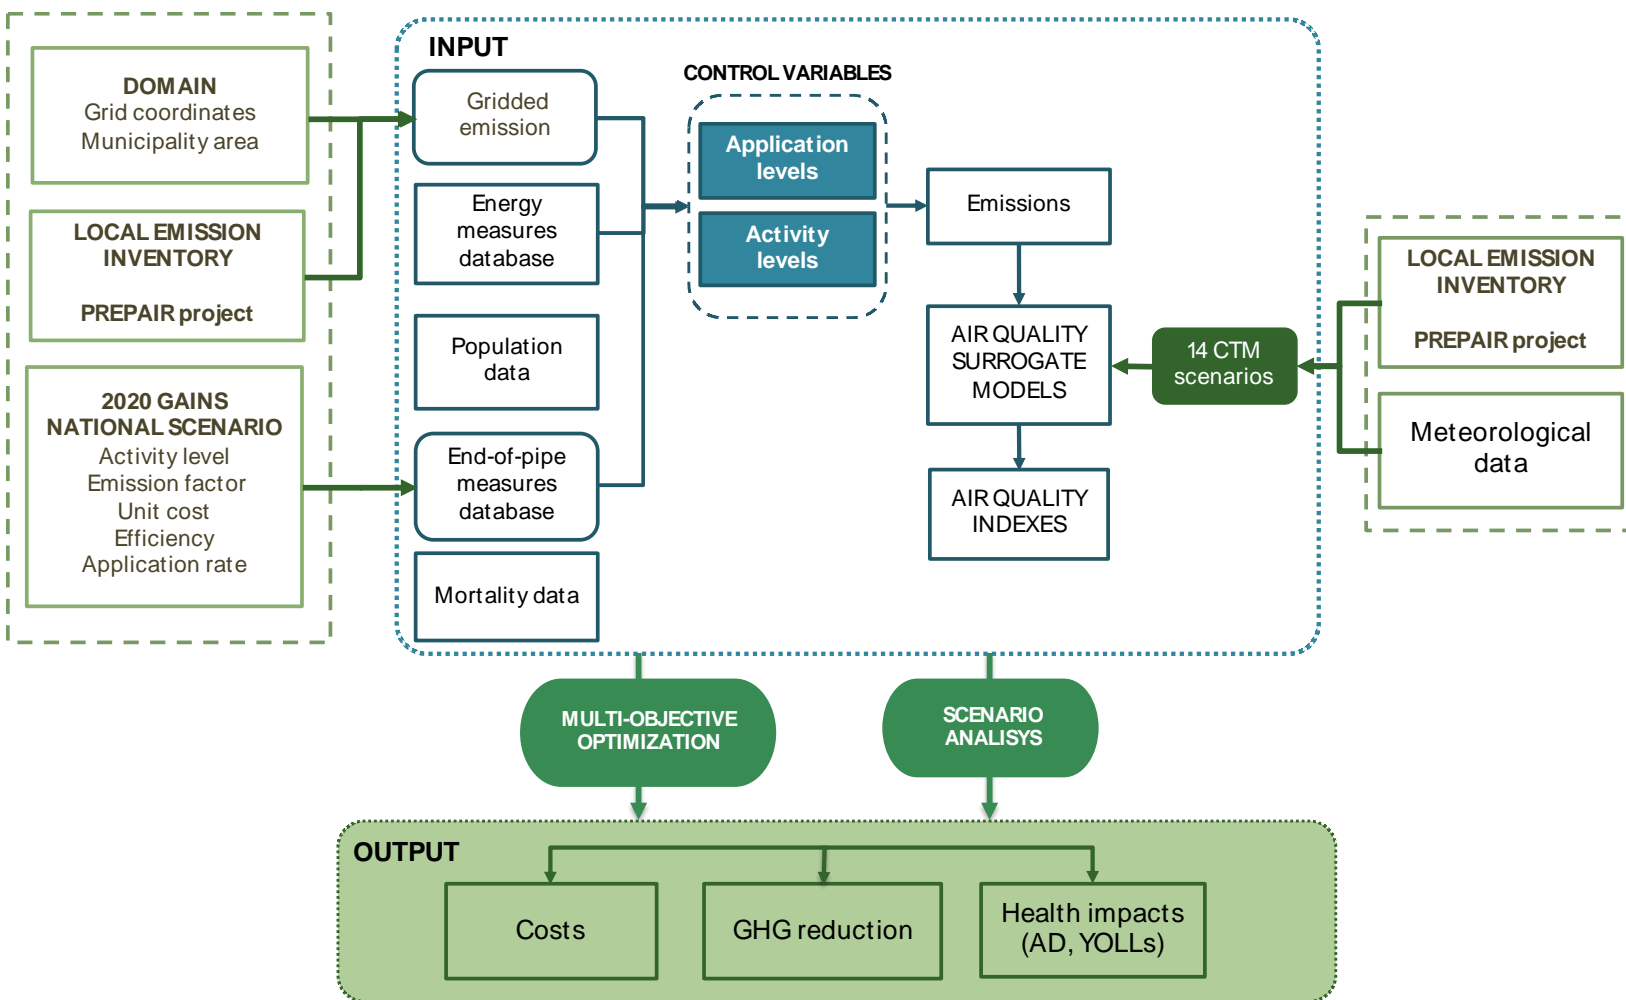 DOMAIN
Grid coordinates
Municipality area
LOCAL EMISSION
INVENTORY
PREPAIR project
2020 GAINS
NATIONAL SCENARIO
Activity level
Emission factor
Unit cost
Efficiency
Application rate
INPUT
Gridded
emission
Energy
measures
database
Population
data
End-of-pipe
measures
database
Mortality data
CONTROL VARIABLES
Application
levels
Activity
levels
Emissions
AIR QUALITY
SURROGATE
MODELS
AIR QUALITY
INDEXES
14 CTM
scenarios
LOCAL EMISSION
INVENTORY
PREPAIR project
Meteorological
data
MULTI-OBJECTIVE
OPTIMIZATION
SCENARIO
ANALISYS
OUTPUT
Costs
GHG reduction
Health impacts
(AD, YOLLs)